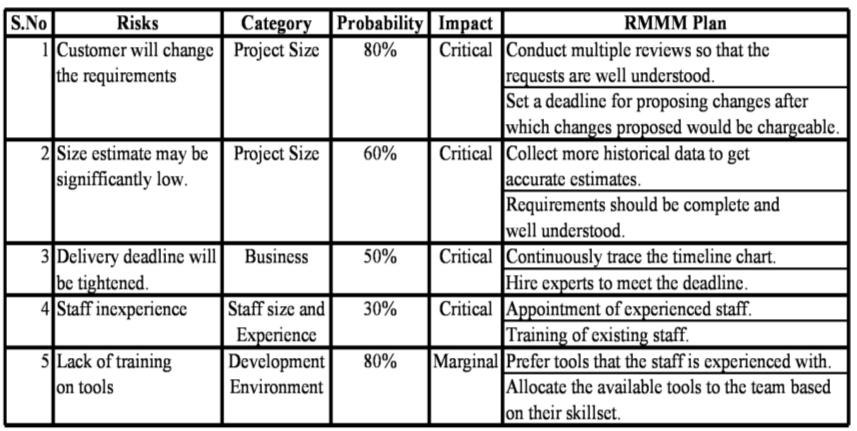 S.No Risks Category Probability Impact RMMM Plan
1 Customer will change Project Size 80% Critical Conduct multiple reviews so that the
the requirements requests are well understood.
Set a deadline for proposing changes after
which changes proposed would be chargeable.
2 Size estimate may be Project Size 60% Critical Collect more historical data to get
signifficantly low. accurate estimates.
Requirements should be complete and
well understood.
3 Delivery deadline will Business 50% Critical Continuously trace the timeline chart.
be tightened. Hire experts to meet the deadline.
4 Staff inexperience Staff size and 30% Critical Appointment of experienced staff.
Experience Training of existing staff.
5 Lack of training Development 80% Marginal Prefer tools that the staff is experienced with.
on tools Environment Allocate the available tools to the team based
on their skillset.